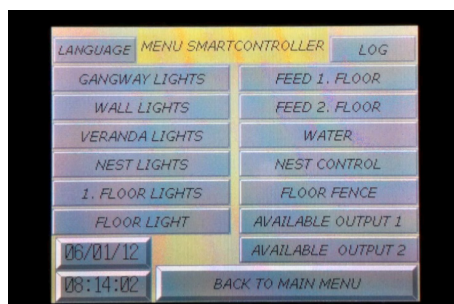 LANGUAGE MENU SMARTCONTROLLER LOG
GANGWAY LIGHTS FEED 1. FLOOR
WALL LIGHTS FEED 2. FLOOR
VERANDA LIGHTS WATER
NEST LIGHTS NEST CONTROL
1. FLOOR LIGHTS FLOOR FENCE
FLOOR LIGHT AVAILABLE OUTPUT 1
06/01/12 AVAILABLE OUTPUT 2
08:14:02 BACK TO MAIN MENU